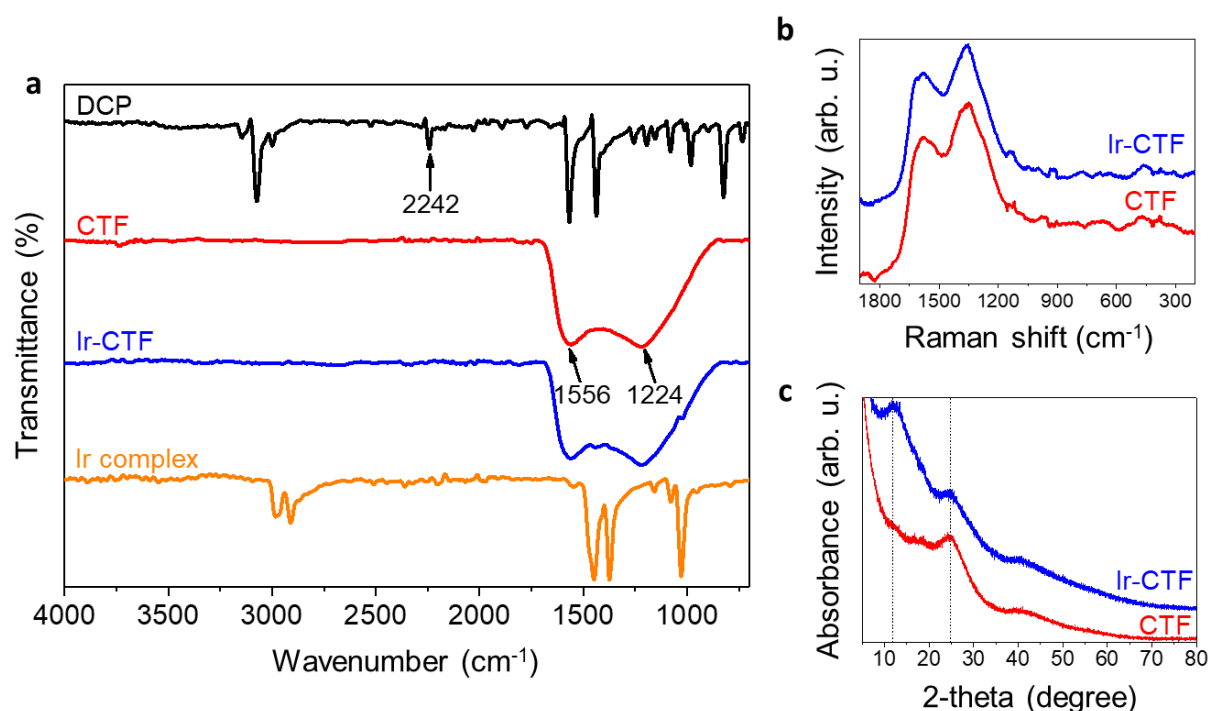 a
DCP
2242
CTF
Ir-CTF
1556 1224
Ir complex
Transmittance (%)
4000 3500 3000 2500 2000 1500 1000
Wavenumber (cm-1)
b
Ir-CTF
CTF
Intensity (arb. u.)
1800 1500 1200 900 600 300
Raman shift (cm-1)
c
Ir-CTF
CTF
Absorbance (arb. u.)
10 20 30 40 50 60 70 80
2-theta (degree)